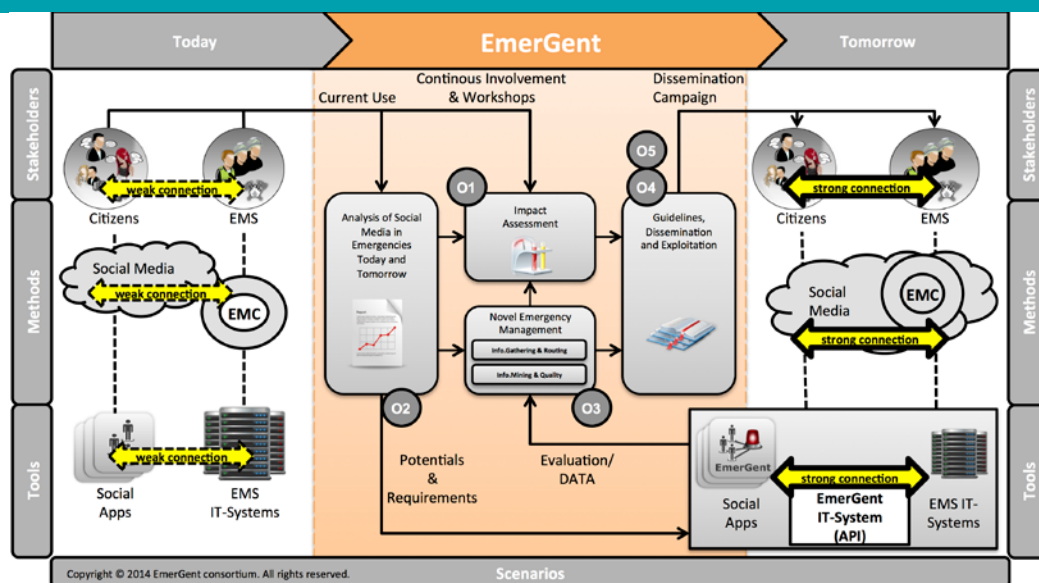 Today
EmerGent
Tomorrow
Stakeholders
Methods
Tools
Stakeholders
Methods
Tools
Current Use
Continous Involvement
& Workshops
Dissemination
Campaign
weak connection
Citizens
EMS
Social Media
weak connection
EMC
weak connection
Social
Apps
EMS
IT-Systems
Analysis of Social
Media in
Emergencies
Today and
Tomorrow
O1
Impact
Assessment
O5
O4
Guidelines,
Dissemination
and Exploitation
Novel Emergency
Management
Info.Gathering & Routing
Info.Mining & Quality
O2
O3
Potentials
&
Requirements
Evaluation/
DATA
strong connection
Citizens
EMS
Social
Media
EMC
strong connection
EmerGent
strong connection
Social
Apps
EmerGent
IT-System
(API)
EMS IT-
Systems
Copyright © 2014 EmerGent consortium. All rights reserved.
Scenarios